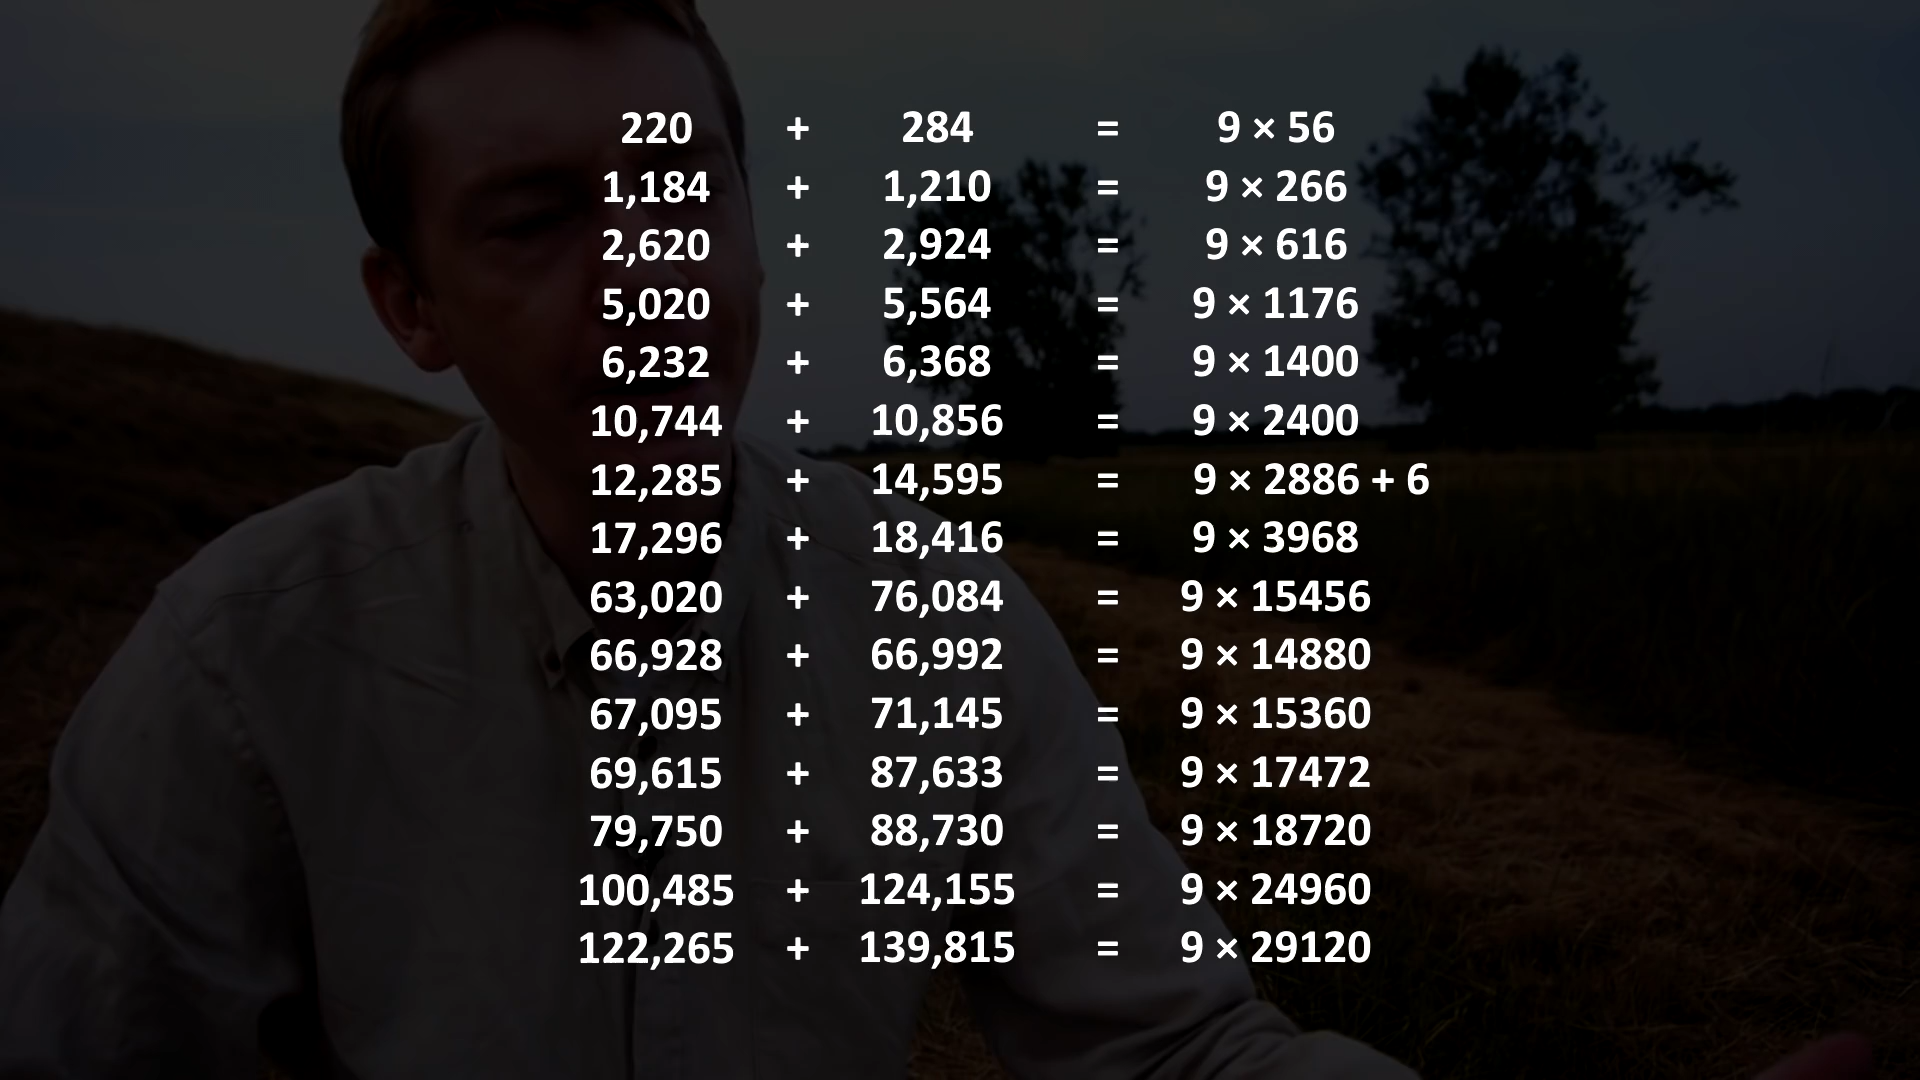 220 + 284 = 9 × 56
1,184 + 1,210 = 9 × 266
2,620 + 2,924 = 9 × 616
5,020 + 5,564 = 9 × 1176
6,232 + 6,368 = 9 × 1400
10,744 + 10,856 = 9 × 2400
12,285 + 14,595 = 9 × 2886 + 6
17,296 + 18,416 = 9 × 3968
63,020 + 76,084 = 9 × 15456
66,928 + 66,992 = 9 × 14880
67,095 + 71,145 = 9 × 15360
69,615 + 87,633 = 9 × 17472
79,750 + 88,730 = 9 × 18720
100,485 + 124,155 = 9 × 24960
122,265 + 139,815 = 9 × 29120